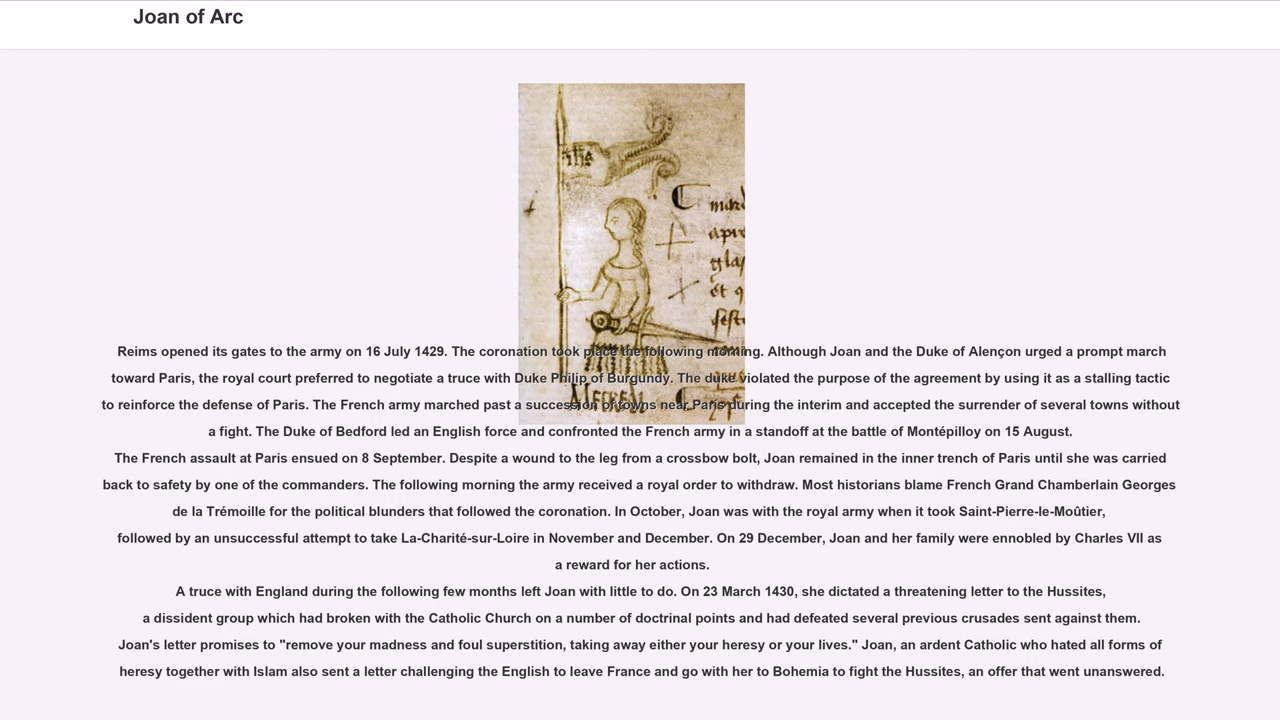 Joan of Arc
ihs
Reims opened its gates to the army on 16 July 1429. The coronation took place the following morning. Although Joan and the Duke of Alençon urged a prompt march
toward Paris, the royal court preferred to negotiate a truce with Duke Philip of Burgundy. The duke violated the purpose of the agreement by using it as a stalling tactic
to reinforce the defense of Paris. The French army marched past a succession of towns near Paris during the interim and accepted the surrender of several towns without
a fight. The Duke of Bedford led an English force and confronted the French army in a standoff at the battle of Montépilloy on 15 August.
The French assault at Paris ensued on 8 September. Despite a wound to the leg from a crossbow bolt, Joan remained in the inner trench of Paris until she was carried
back to safety by one of the commanders. The following morning the army received a royal order to withdraw. Most historians blame French Grand Chamberlain Georges
de la Trémoille for the political blunders that followed the coronation. In October, Joan was with the royal army when it took Saint-Pierre-le-Moûtier,
followed by an unsuccessful attempt to take La-Charité-sur-Loire in November and December. On 29 December, Joan and her family were ennobled by Charles VII as
a reward for her actions.
A truce with England during the following few months left Joan with little to do. On 23 March 1430, she dictated a threatening letter to the Hussites,
a dissident group which had broken with the Catholic Church on a number of doctrinal points and had defeated several previous crusades sent against them.
Joan's letter promises to "remove your madness and foul superstition, taking away either your heresy or your lives." Joan, an ardent Catholic who hated all forms of
heresy together with Islam also sent a letter challenging the English to leave France and go with her to Bohemia to fight the Hussites, an offer that went unanswered.